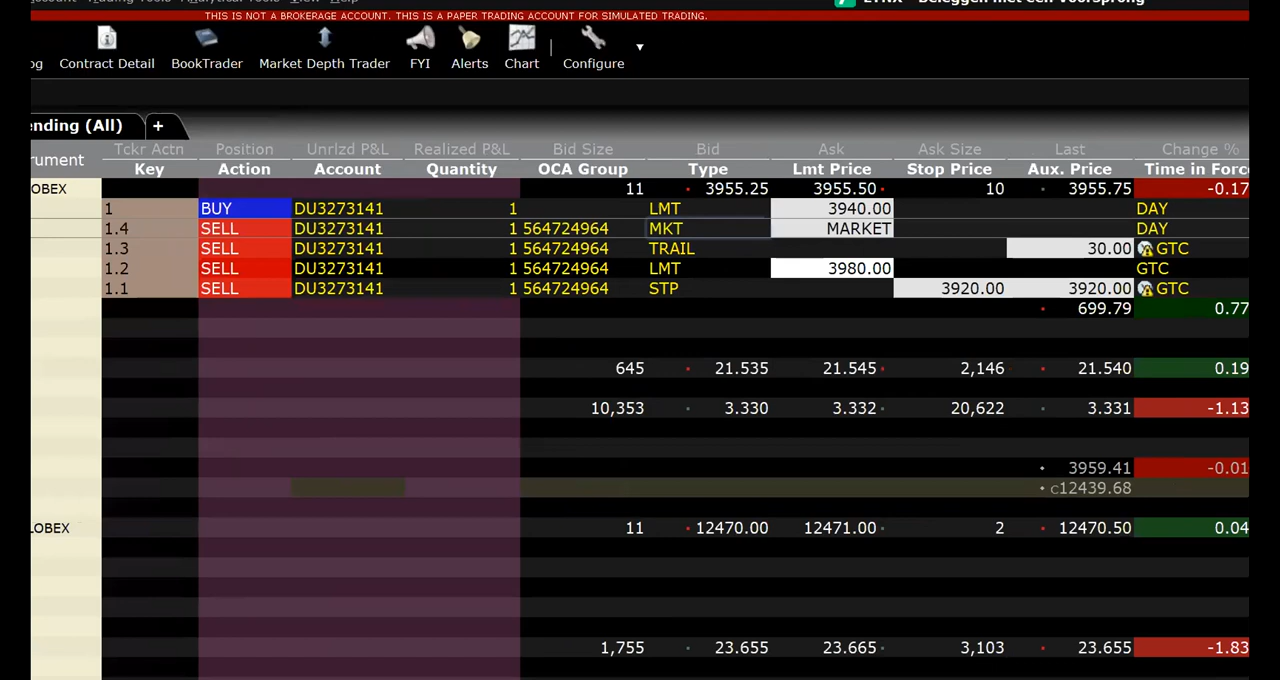 THIS IS NOT A BROKERAGE ACCOUNT. THIS IS A PAPER TRADING ACCOUNT FOR SIMULATED TRADING.
og Contract Detail BookTrader Market Depth Trader FYI Alerts Chart Configure
ending (All) +
Tckr Actn Position Unrlzd P&L Realized P&L Bid Size Bid Ask Ask Size Last Change %
rument Key Action Account Quantity OCA Group Type Lmt Price Stop Price Aux. Price Time in Force
OBEX 11 3955.25 3955.50 10 3955.75 -0.17
1 BUY DU3273141 1 LMT 3940.00 DAY
1.4 SELL DU3273141 1 564724964 MKT MARKET DAY
1.3 SELL DU3273141 1 564724964 TRAIL 30.00 GTC
1.2 SELL DU3273141 1 564724964 LMT 3980.00 GTC
1.1 SELL DU3273141 1 564724964 STP 3920.00 3920.00 GTC
699.79 0.77
645 21.535 21.545 2,146 21.540 0.19
10,353 3.330 3.332 20,622 3.331 -1.13
3959.41 -0.01
c12439.68
LOBEX 11 12470.00 12471.00 2 12470.50 0.04
1,755 23.655 23.665 3,103 23.655 -1.83